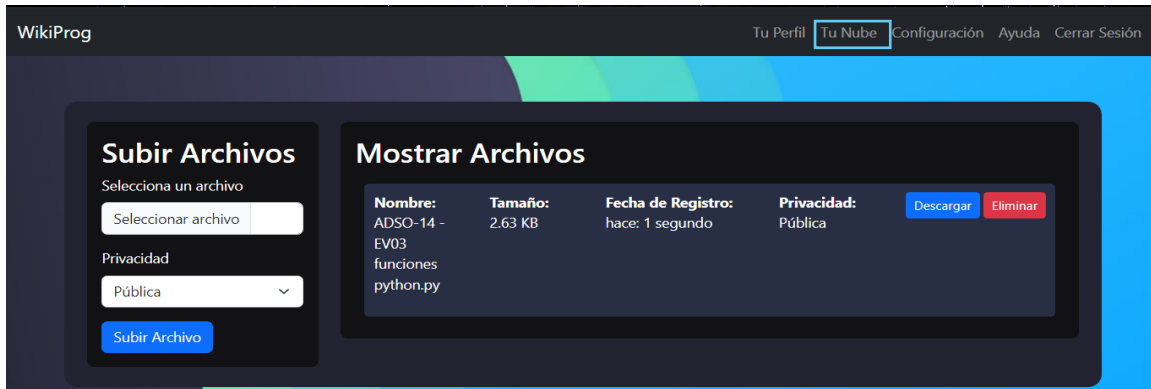 WikiProg
Tu Perfil Tu Nube Configuración Ayuda Cerrar Sesión
Subir Archivos
Selecciona un archivo
Seleccionar archivo
Privacidad
Pública
Subir Archivo
Mostrar Archivos
Nombre:
ADSO-14 -
EV03
funciones
python.py
Tamaño:
2.63 KB
Fecha de Registro:
hace: 1 segundo
Privacidad:
Pública
Descargar
Eliminar